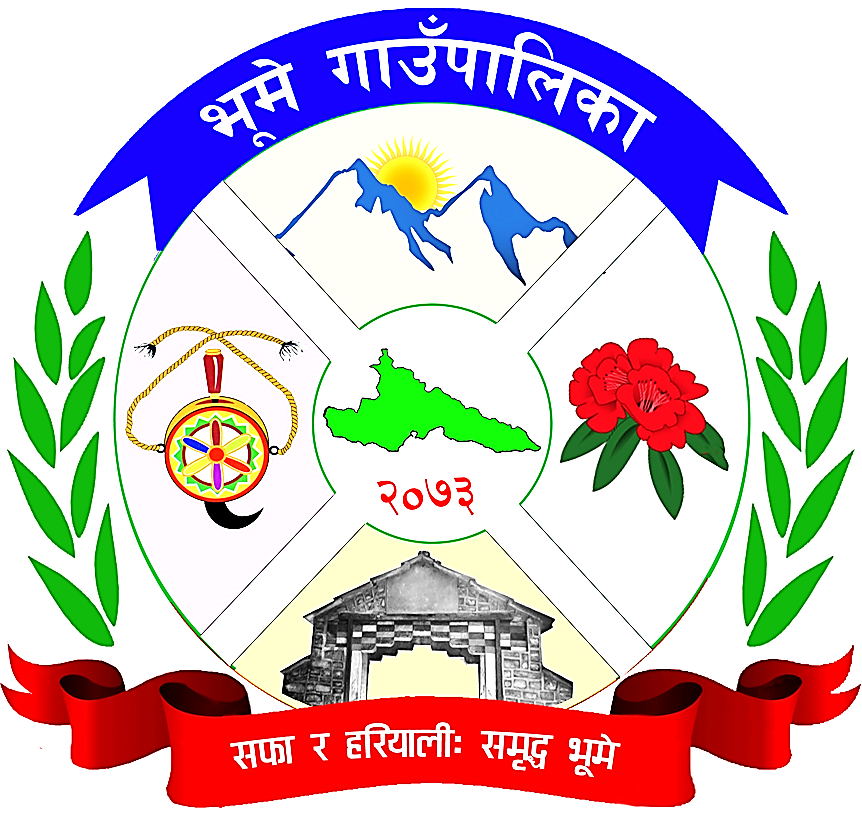 भूमे गाउँपालिका
२०७३
सफा र हरियालीः समृद्ध भूमे